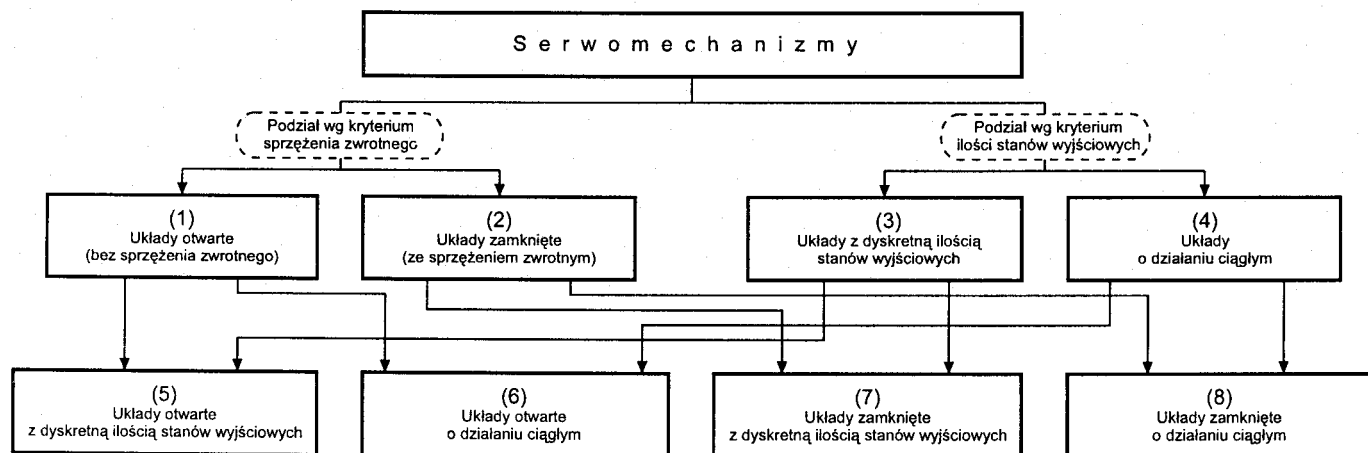 Serwomechanizmy
Podział wg kryterium
sprzężenia zwrotnego
Podział wg kryterium
ilości stanów wyjściowych
(1)
Układy otwarte
(bez sprzężenia zwrotnego)
(2)
Układy zamknięte
(ze sprzężeniem zwrotnym)
(3)
Układy z dyskretną ilością
stanów wyjściowych
(4)
Układy
o działaniu ciągłym
(5)
Układy otwarte
z dyskretną ilością stanów wyjściowych
(6)
Układy otwarte
o działaniu ciągłym
(7)
Układy zamknięte
z dyskretną ilością stanów wyjściowych
(8)
Układy zamknięte
o działaniu ciągłym